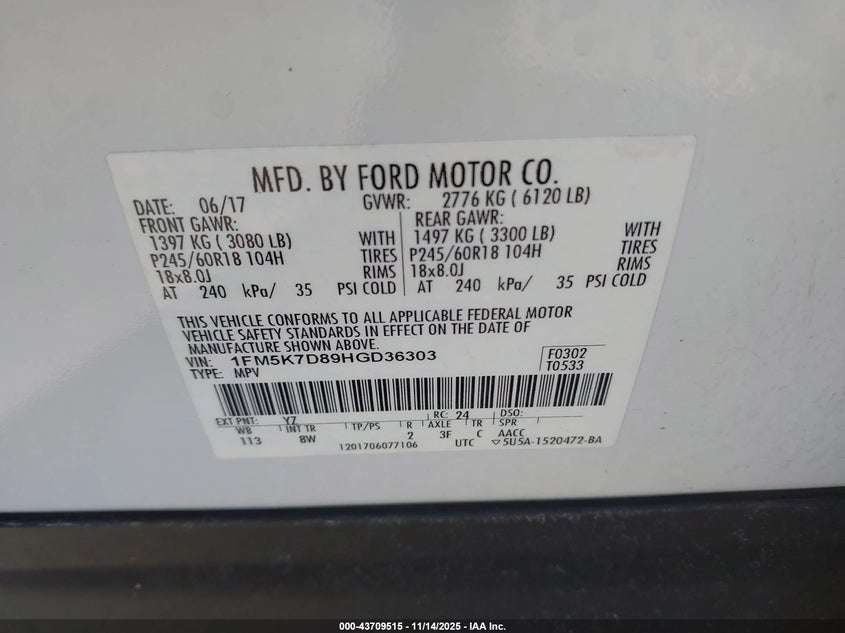 MFD. BY FORD MOTOR CO.
DATE: 06/17 GVWR: 2776 KG ( 6120 LB)
FRONT GAWR: REAR GAWR:
1397 KG ( 3080 LB) WITH 1497 KG ( 3300 LB) WITH
P245/60R18 104H TIRES P245/60R18 104H TIRES
18x8.0J RIMS 18x8.0J RIMS
AT 240 kPa/ 35 PSI COLD AT 240 kPa/ 35 PSI COLD
THIS VEHICLE CONFORMS TO ALL APPLICABLE FEDERAL MOTOR
VEHICLE SAFETY STANDARDS IN EFFECT ON THE DATE OF
MANUFACTURE SHOWN ABOVE.
VIN: 1FM5K7D89HGD36303 F0302
TYPE: MPV T0533
EXT PNT: YZ RC: 24 DSO:
WB INT TR TP/PS R AXLE TR SPR
113 8W 2 3F C AACC
1201706077106 UTC ▽5U5A-1520472-BA
000-43709515 - 11/14/2025 - IAA Inc.